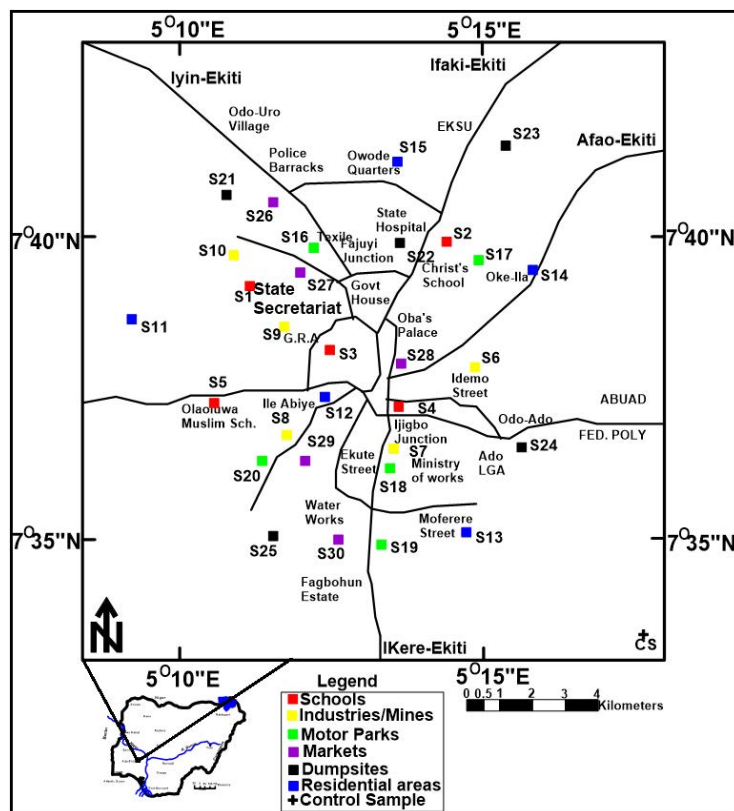 5°10"E
5°15"E
Iyin-Ekiti
Ifaki-Ekiti
Odo-Uro
Village
EKSU
S23
Afao-Ekiti
Police
Barracks
Owode
Quarters
S15
S21
S26
State
Hospital
S2
7°40"N
7°40"N
S16
Texile
Fajuyi
Junction
S22
S17
S10
Christ's
School
Oke-Ila
S14
S1
State
Secretariat
S27
Govt
House
S11
S9
G.R.A
Oba's
Palace
S3
S28
S6
S5
Idemo
Street
Olaoluwa
Muslim Sch.
Ile Abiye
S12
S4
ABUAD
Odo-Ado
FED. POLY
S8
Ijigbo
Junction
S29
S7
Ado
LGA
S24
S20
Ekute
Street
Ministry
of works
S18
Water
Works
Moferere
Street
S13
7°35"N
7°35"N
S25
S30
S19
Fagbohun
Estate
N
IKere-Ekiti
CS
5°10"E
5°15"E
Legend
Schools
Industries/Mines
Motor Parks
Markets
Dumpsites
Residential areas
Control Sample
0 0.5 1 2 3 4
Kilometers